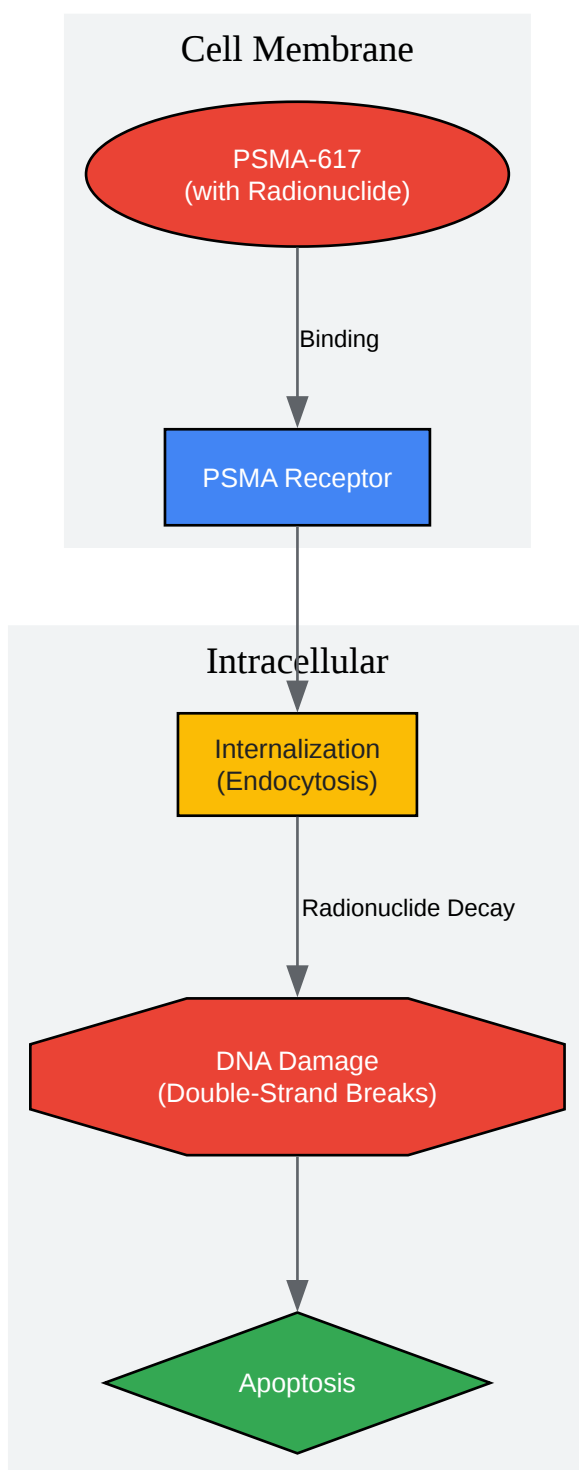 Cell Membrane
PSMA-617
(with Radionuclide)
Binding
PSMA Receptor
Intracellular
Internalization
(Endocytosis)
Radionuclide Decay
DNA Damage
(Double-Strand Breaks)
Apoptosis